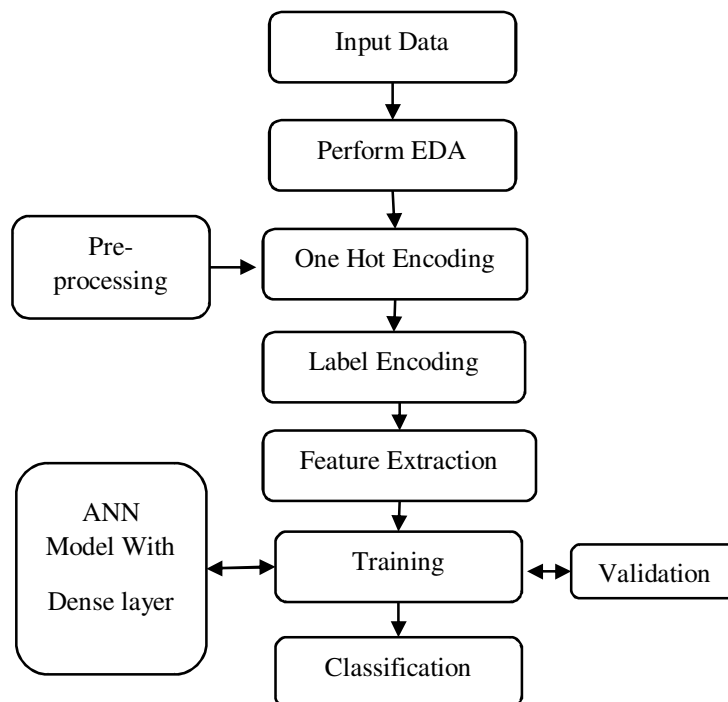 Input Data
Perform EDA
Pre-
processing
One Hot Encoding
Label Encoding
Feature Extraction
ANN
Model With
Dense layer
Training
Validation
Classification